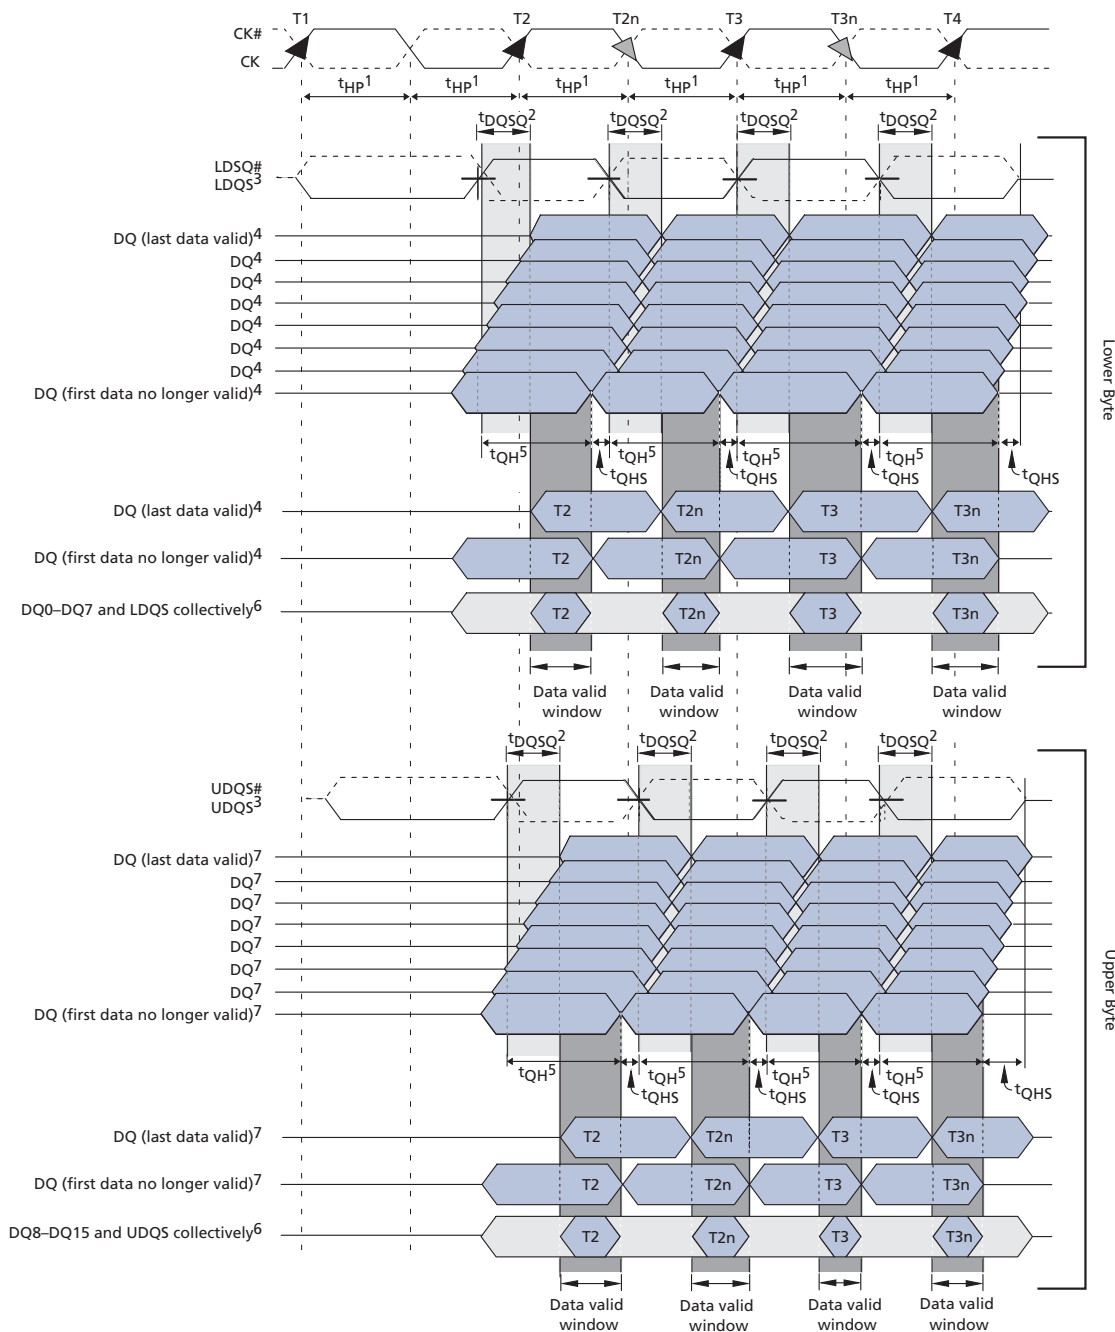 T1 T2 T2n T3 T3n T4
CK#
CK
tHP1 tHP1 tHP1 tHP1 tHP1 tHP1
tDQSQ2 tDQSQ2 tDQSQ2 tDQSQ2
LDSQ#
LDQS3
DQ (last data valid)4
DQ4
DQ4
DQ4
DQ4
DQ4
DQ4
DQ (first data no longer valid)4
Lower Byte
tQH5 tQH5 tQH5 tQH5
tQHS tQHS tQHS tQHS
DQ (last data valid)4 T2 T2n T3 T3n
DQ (first data no longer valid)4 T2 T2n T3 T3n
DQ0–DQ7 and LDQS collectively6 T2 T2n T3 T3n
Data valid window Data valid window Data valid window Data valid window
tDQSQ2 tDQSQ2 tDQSQ2 tDQSQ2
UDQS#
UDQS3
DQ (last data valid)7
DQ7
DQ7
DQ7
DQ7
DQ7
DQ7
DQ (first data no longer valid)7
Upper Byte
tQH5 tQH5 tQH5 tQH5
tQHS tQHS tQHS tQHS
DQ (last data valid)7 T2 T2n T3 T3n
DQ (first data no longer valid)7 T2 T2n T3 T3n
DQ8–DQ15 and UDQS collectively6 T2 T2n T3 T3n
Data valid window Data valid window Data valid window Data valid window